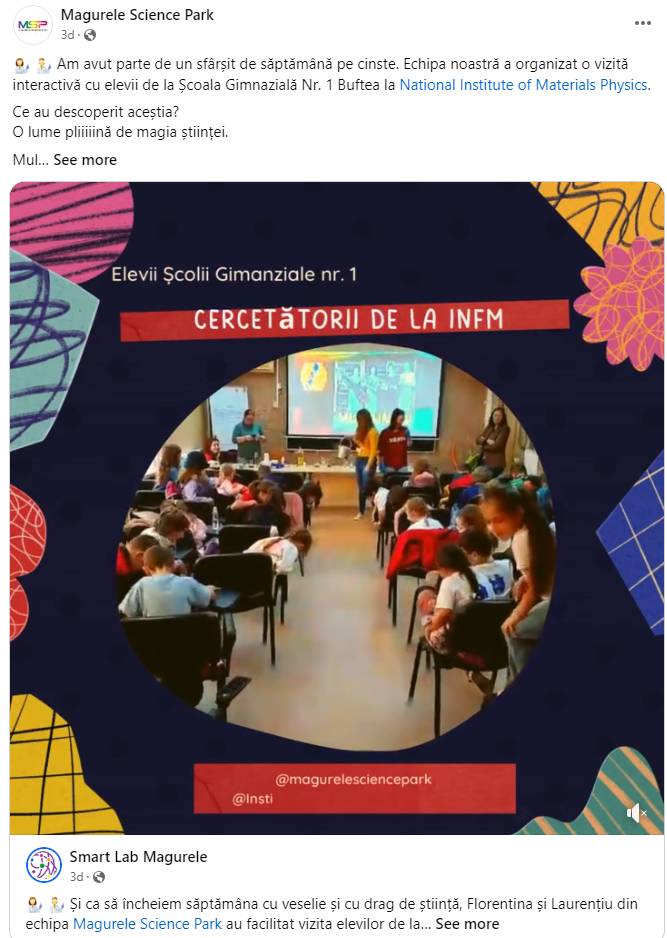 MSP
Magurele Science Park
3d ·
Am avut parte de un sfârșit de săptămână pe cinste. Echipa noastră a organizat o vizită
interactivă cu elevii de la Școala Gimnazială Nr. 1 Buftea la National Institute of Materials Physics.
Ce au descoperit aceștia?
O lume pliiiiină de magia științei.
Mul... See more
Elevii Școlii Gimanziale nr. 1
CERCETĂTORII DE LA INFM
@magurelesciencepark
@Insti
Smart Lab Magurele
3d ·
Și ca să încheiem săptămâna cu veselie și cu drag de știință, Florentina și Laurențiu din
echipa Magurele Science Park au facilitat vizita elevilor de la... See more